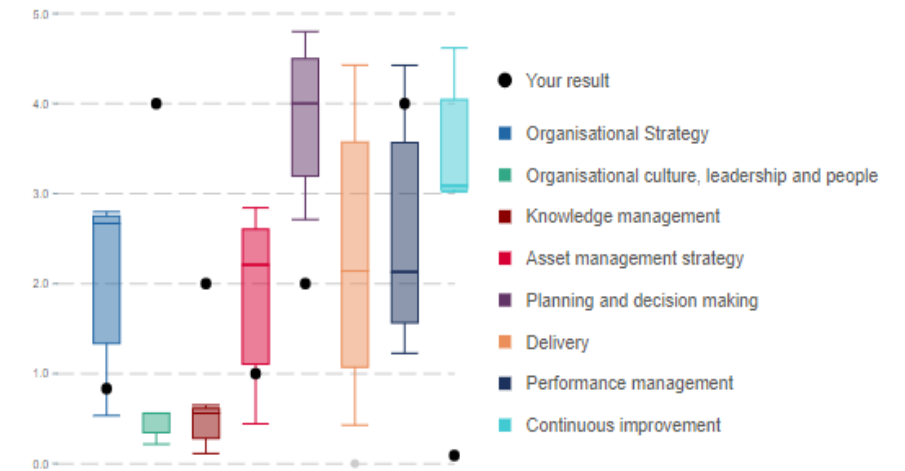 5.0
4.0
3.0
2.0
1.0
0.0
Your result
Organisational Strategy
Organisational culture, leadership and people
Knowledge management
Asset management strategy
Planning and decision making
Delivery
Performance management
Continuous improvement